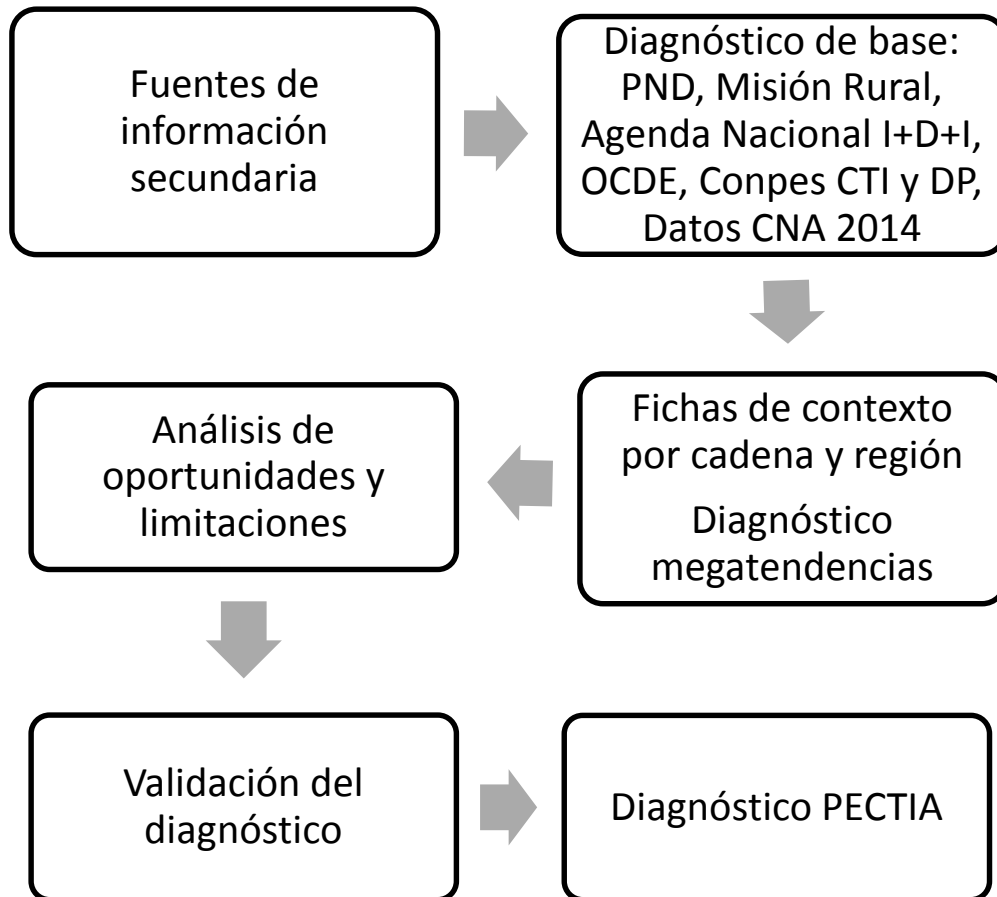 Fuentes de
información
secundaria
Diagnóstico de base:
PND, Misión Rural,
Agenda Nacional I+D+I,
OCDE, Conpes CTI y DP,
Datos CNA 2014
Fichas de contexto
por cadena y región
Diagnóstico
megatendencias
Análisis de
oportunidades y
limitaciones
Validación del
diagnóstico
Diagnóstico PECTIA